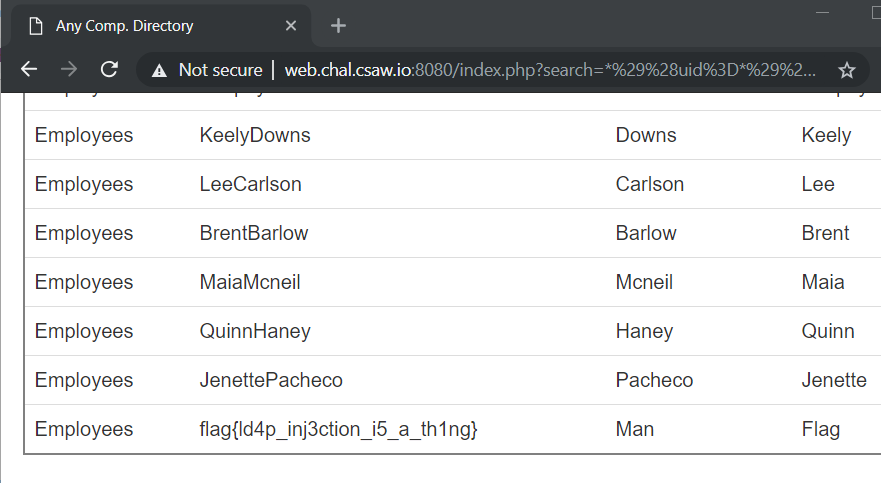 Any Comp. Directory
Not secure | web.chal.csaw.io:8080/index.php?search=*%29%28uid%3D*%29%2...
Employees KeelyDowns Downs Keely
Employees LeeCarlson Carlson Lee
Employees BrentBarlow Barlow Brent
Employees MaiaMcneil Mcneil Maia
Employees QuinnHaney Haney Quinn
Employees JenettePacheco Pacheco Jenette
Employees flag{ld4p_inj3ction_i5_a_th1ng} Man Flag